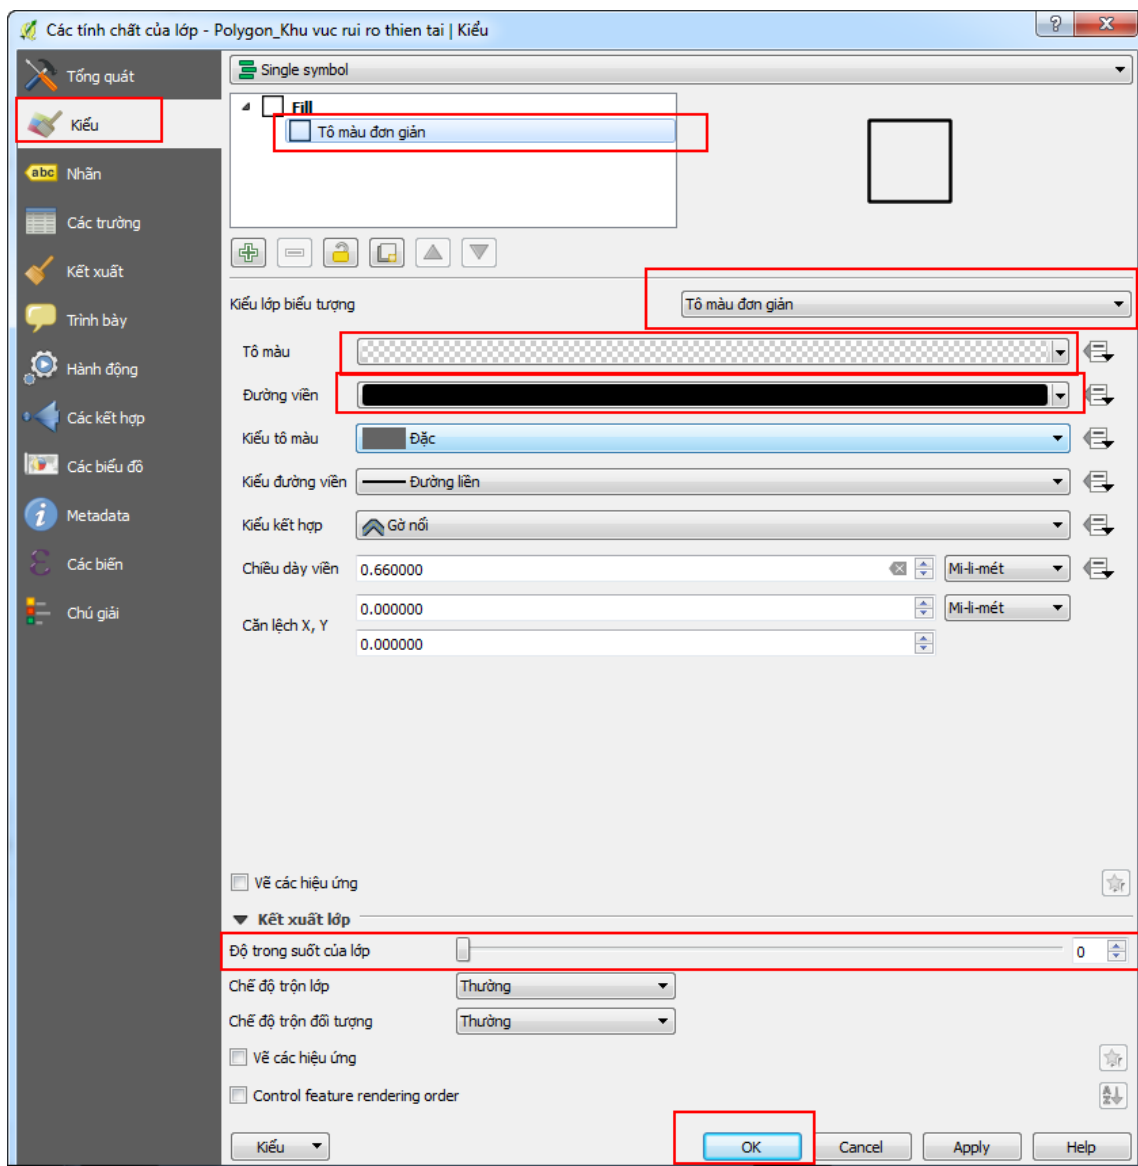 Các tính chất của lớp - Polygon_Khu vuc rui ro thien tai | Kiểu
Tổng quát
Kiểu
abc Nhãn
Các trường
Kết xuất
Trình bày
Hành động
Các kết hợp
Các biểu đồ
Metadata
Các biến
Chú giải
Single symbol
Fill
Tô màu đơn giản
Kiểu lớp biểu tượng Tô màu đơn giản
Tô màu
Đường viền
Kiểu tô màu Đặc
Kiểu đường viền Đường liền
Kiểu kết hợp Gờ nổi
Chiều dày viền 0.660000 Mi-li-mét
Căn lệch X, Y 0.000000 Mi-li-mét
0.000000
Vẽ các hiệu ứng
Kết xuất lớp
Độ trong suốt của lớp 0
Chế độ trộn lớp Thường
Chế độ trộn đối tượng Thường
Vẽ các hiệu ứng
Control feature rendering order
Kiểu OK Cancel Apply Help